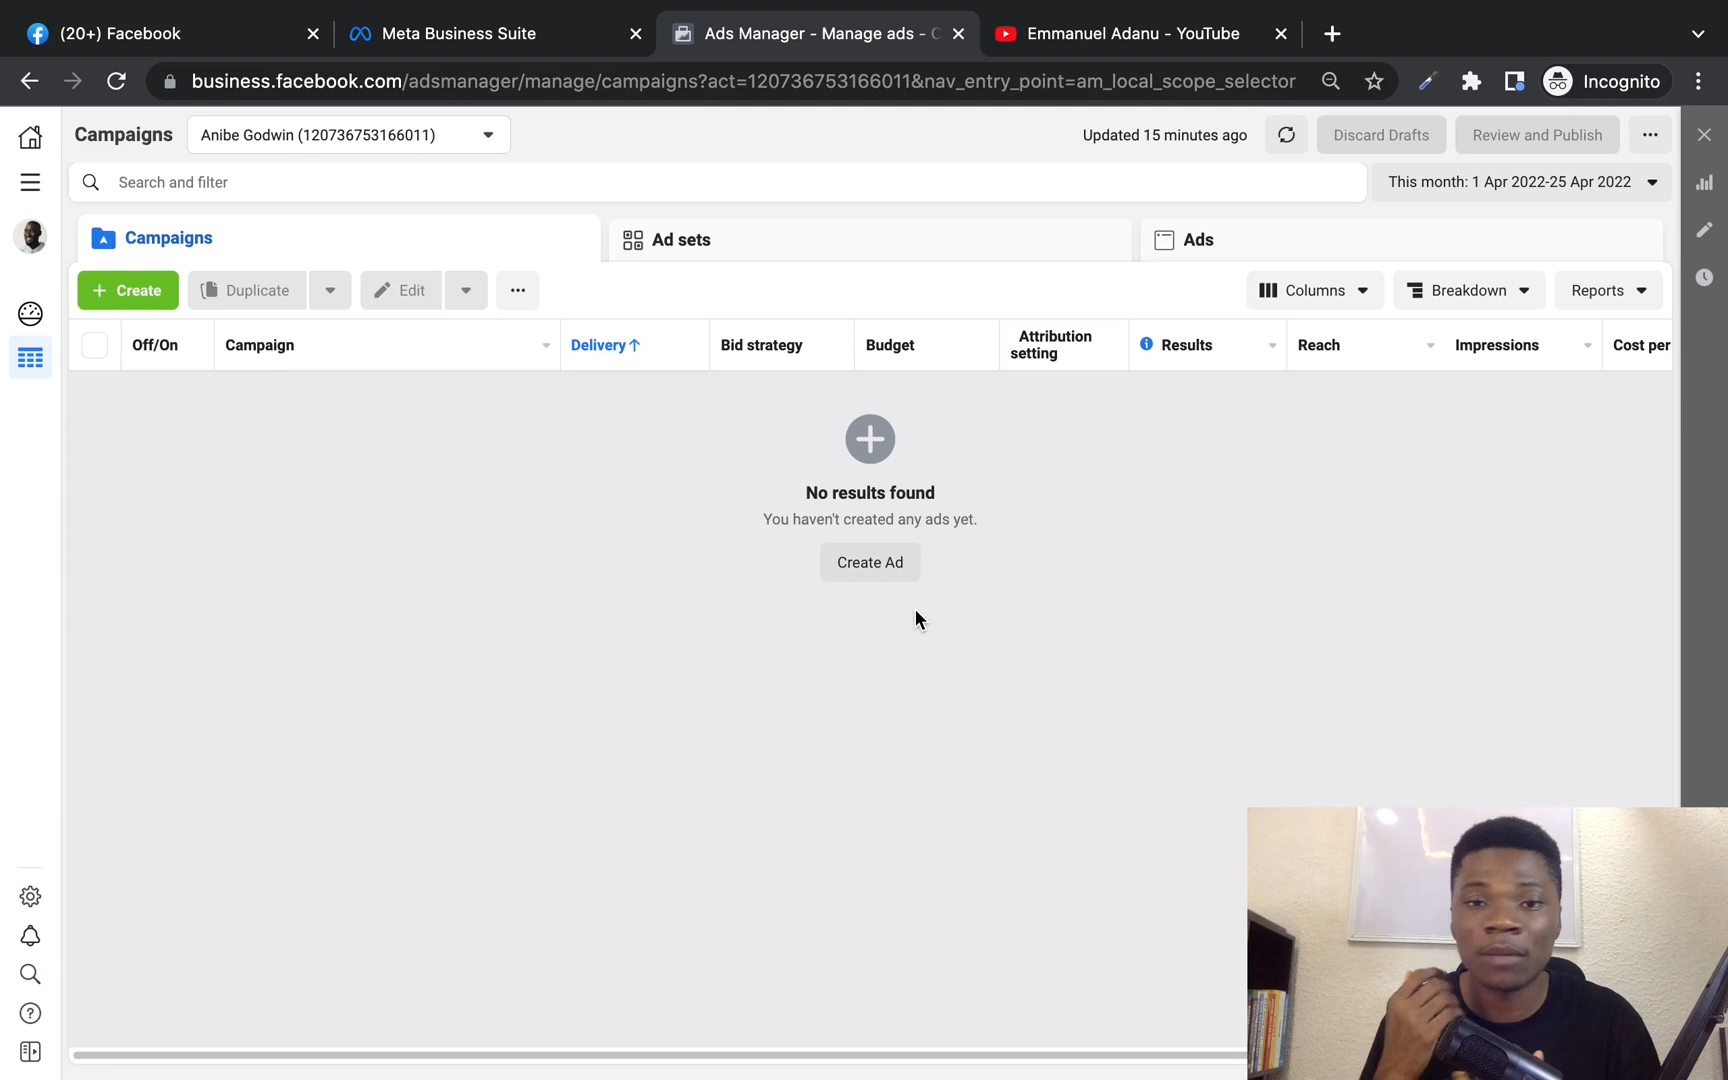 (20+) Facebook
Meta Business Suite
Ads Manager - Manage ads - C
Emmanuel Adanu - YouTube
business.facebook.com/adsmanager/manage/campaigns?act=120736753166011&nav_entry_point=am_local_scope_selector
Incognito
Campaigns
Anibe Godwin (120736753166011)
Updated 15 minutes ago
Discard Drafts
Review and Publish
Search and filter
This month: 1 Apr 2022-25 Apr 2022
Campaigns
Ad sets
Ads
+ Create
Duplicate
Edit
Columns
Breakdown
Reports
Off/On
Campaign
Delivery↑
Bid strategy
Budget
Attribution
setting
Results
Reach
Impressions
Cost per
No results found
You haven't created any ads yet.
Create Ad